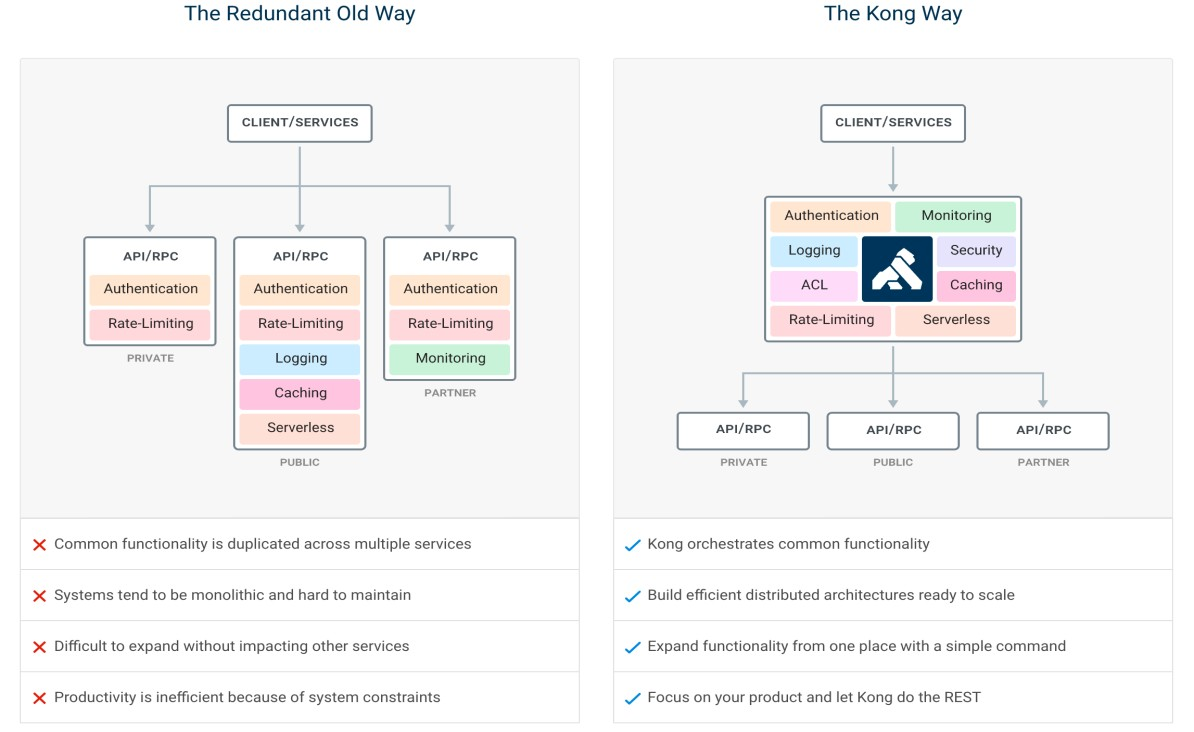 The Redundant Old Way
CLIENT/SERVICES
API/RPC
Authentication
Rate-Limiting
PRIVATE
API/RPC
Authentication
Rate-Limiting
Logging
Caching
Serverless
PUBLIC
API/RPC
Authentication
Rate-Limiting
Monitoring
PARTNER
Common functionality is duplicated across multiple services
Systems tend to be monolithic and hard to maintain
Difficult to expand without impacting other services
Productivity is inefficient because of system constraints
The Kong Way
CLIENT/SERVICES
Authentication
Monitoring
Logging
Security
ACL
Caching
Rate-Limiting
Serverless
API/RPC
PRIVATE
API/RPC
PUBLIC
API/RPC
PARTNER
Kong orchestrates common functionality
Build efficient distributed architectures ready to scale
Expand functionality from one place with a simple command
Focus on your product and let Kong do the REST